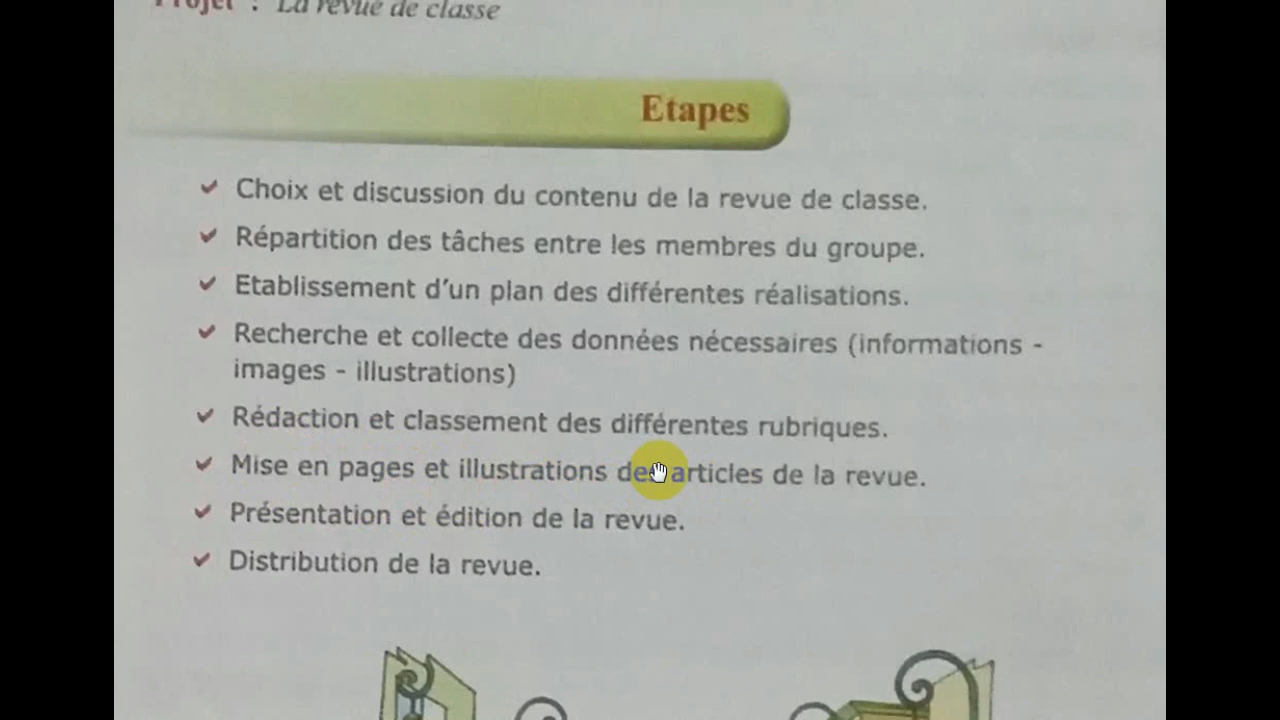 Projet : La revue de classe
Etapes
Choix et discussion du contenu de la revue de classe.
Répartition des tâches entre les membres du groupe.
Etablissement d'un plan des différentes réalisations.
Recherche et collecte des données nécessaires (informations -
images - illustrations)
Rédaction et classement des différentes rubriques.
Mise en pages et illustrations des articles de la revue.
Présentation et édition de la revue.
Distribution de la revue.